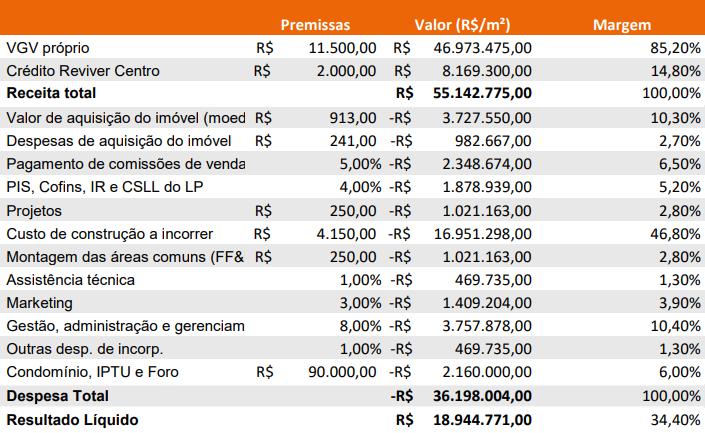 Premissas Valor (R$/m²) Margem
VGV próprio R$ 11.500,00 R$ 46.973.475,00 85,20%
Crédito Reviver Centro R$ 2.000,00 R$ 8.169.300,00 14,80%
Receita total R$ 55.142.775,00 100,00%
Valor de aquisição do imóvel (moed R$ 913,00 -R$ 3.727.550,00 10,30%
Despesas de aquisição do imóvel R$ 241,00 -R$ 982.667,00 2,70%
Pagamento de comissões de venda 5,00% -R$ 2.348.674,00 6,50%
PIS, Cofins, IR e CSLL do LP 4,00% -R$ 1.878.939,00 5,20%
Projetos R$ 250,00 -R$ 1.021.163,00 2,80%
Custo de construção a incorrer R$ 4.150,00 -R$ 16.951.298,00 46,80%
Montagem das áreas comuns (FF& R$ 250,00 -R$ 1.021.163,00 2,80%
Assistência técnica 1,00% -R$ 469.735,00 1,30%
Marketing 3,00% -R$ 1.409.204,00 3,90%
Gestão, administração e gerenciam 8,00% -R$ 3.757.878,00 10,40%
Outras desp. de incorp. 1,00% -R$ 469.735,00 1,30%
Condomínio, IPTU e Foro R$ 90.000,00 -R$ 2.160.000,00 6,00%
Despesa Total -R$ 36.198.004,00 100,00%
Resultado Líquido R$ 18.944.771,00 34,40%